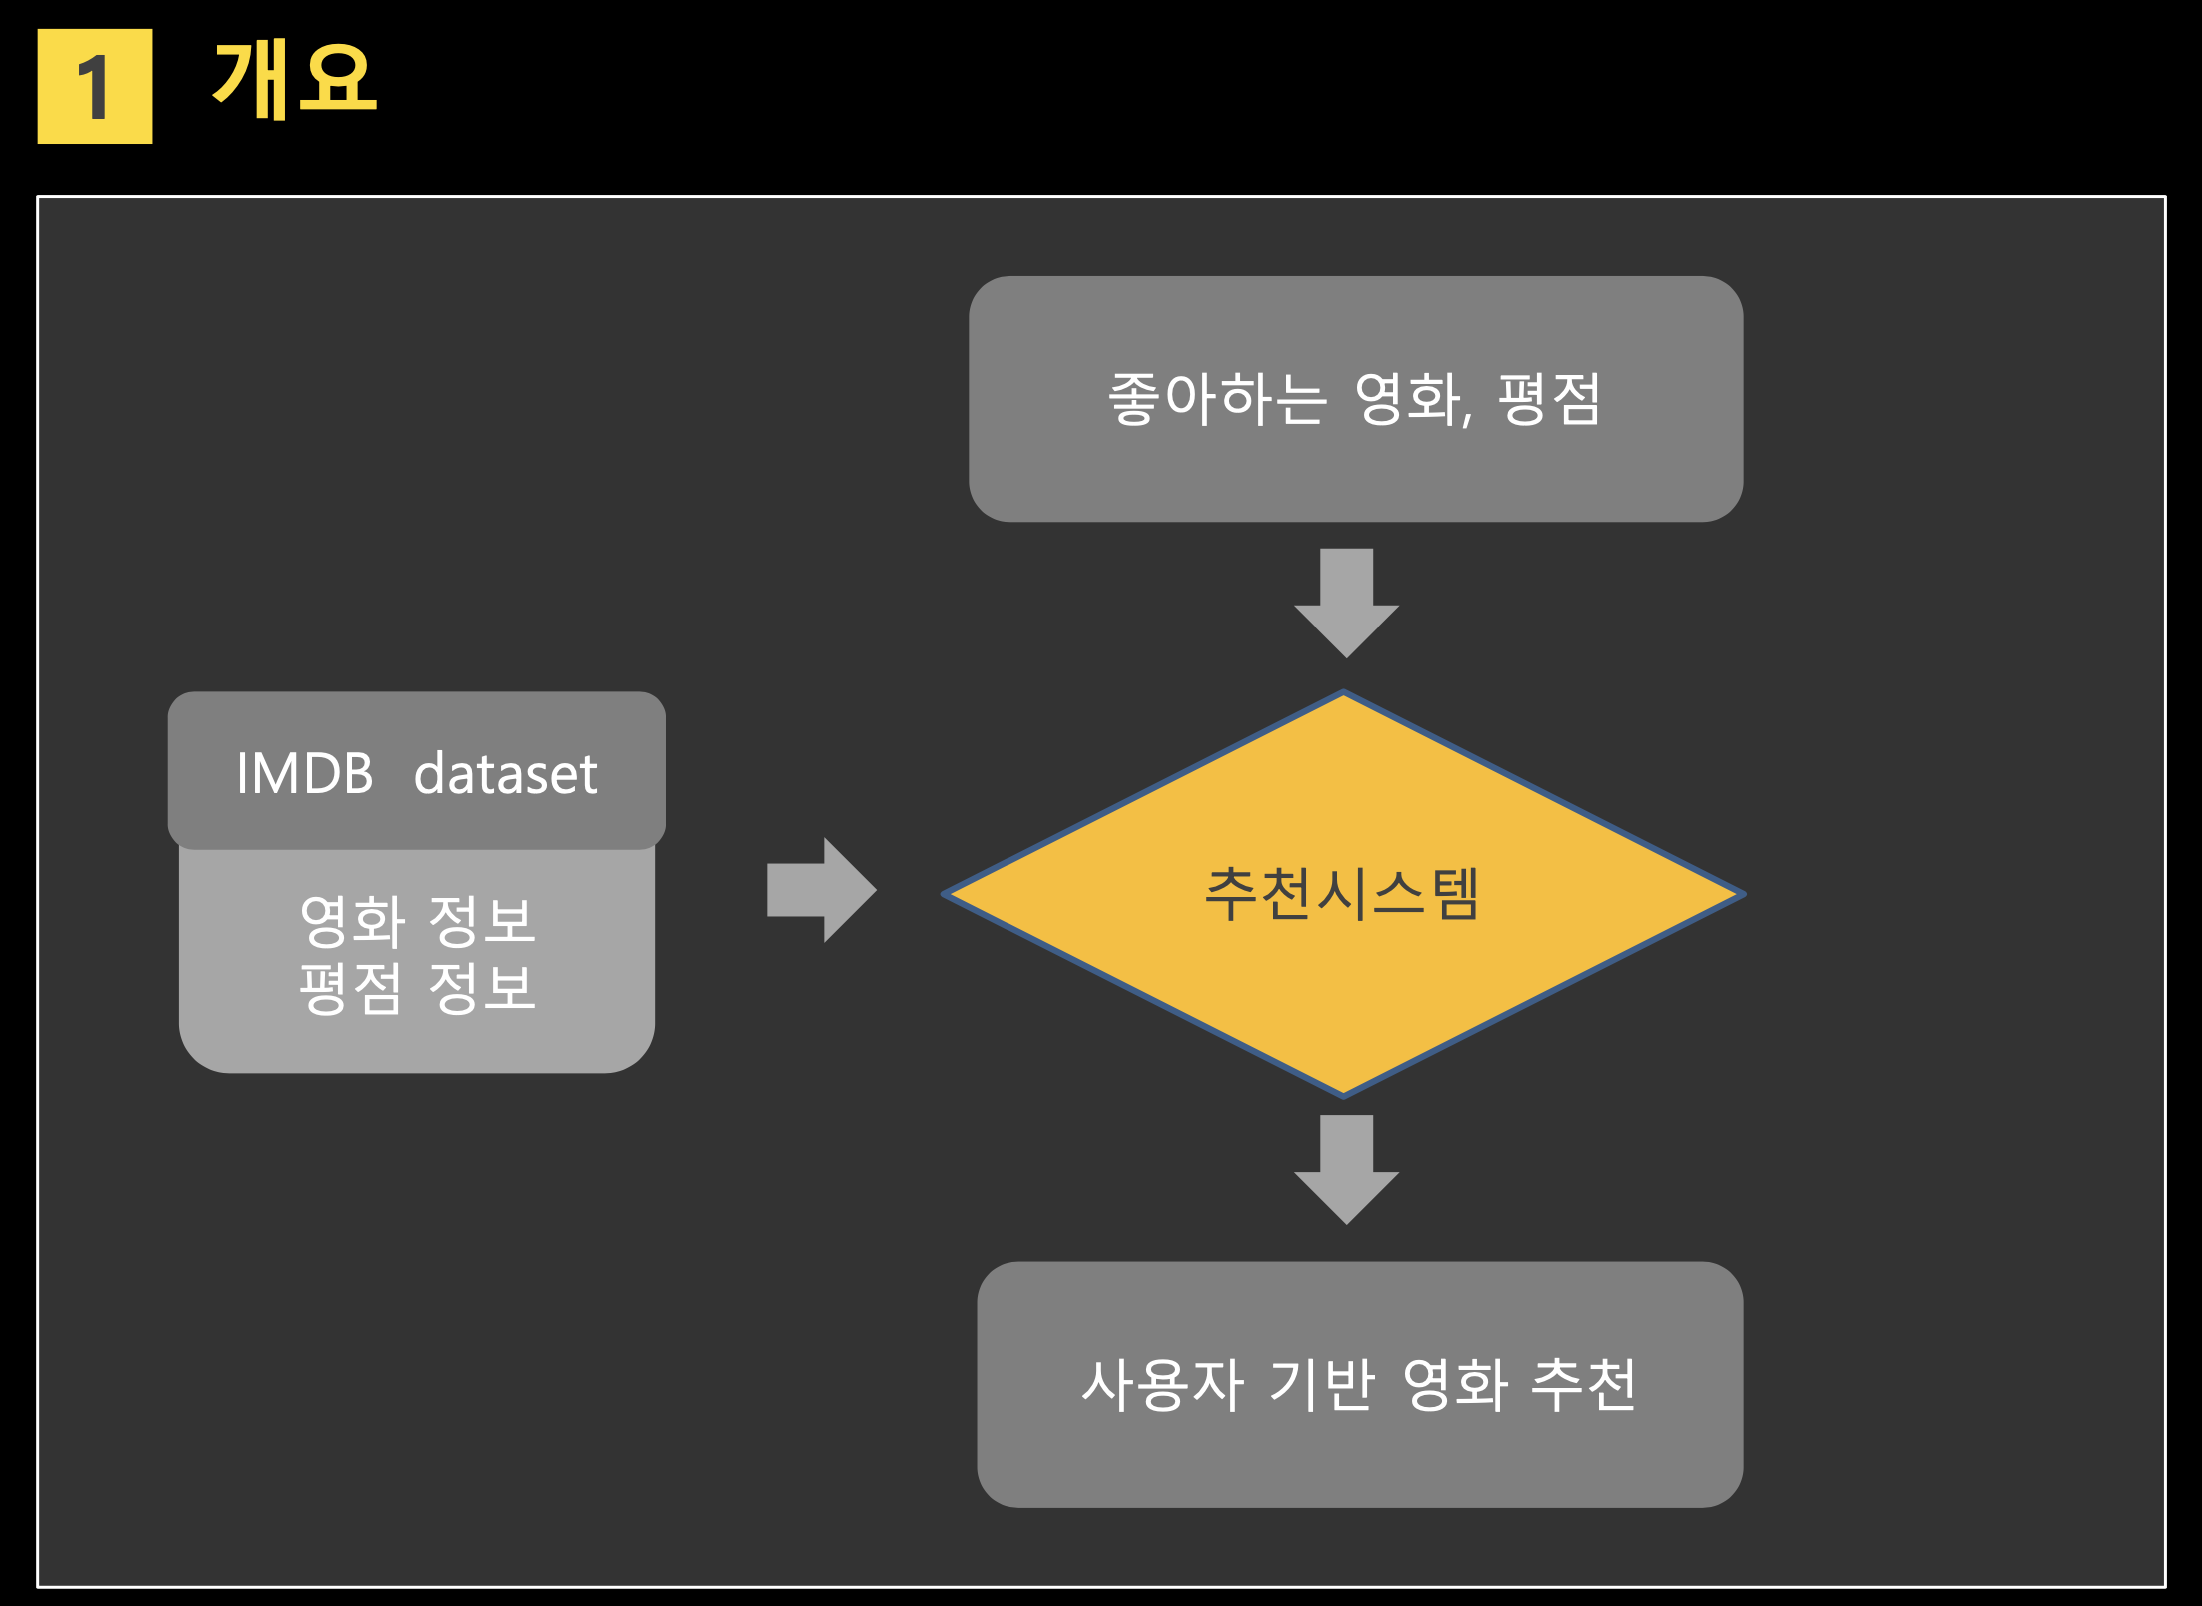 1 개요
좋아하는 영화, 평점
IMDB dataset
영화 정보
평점 정보
추천시스템
사용자 기반 영화 추천